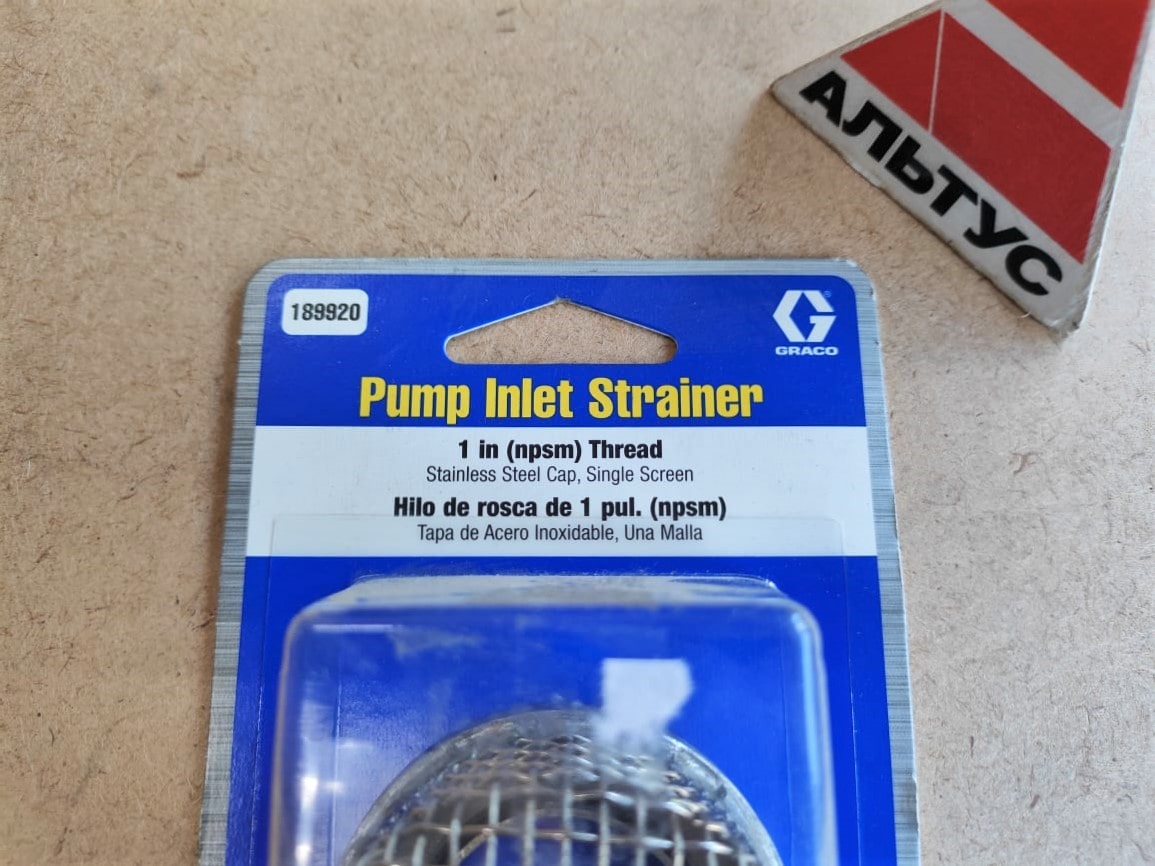 АЛЬТУС
189920
GRACO
Pump Inlet Strainer
1 in (npsm) Thread
Stainless Steel Cap, Single Screen
Hilo de rosca de 1 pul. (npsm)
Tapa de Acero Inoxidable, Una Malla